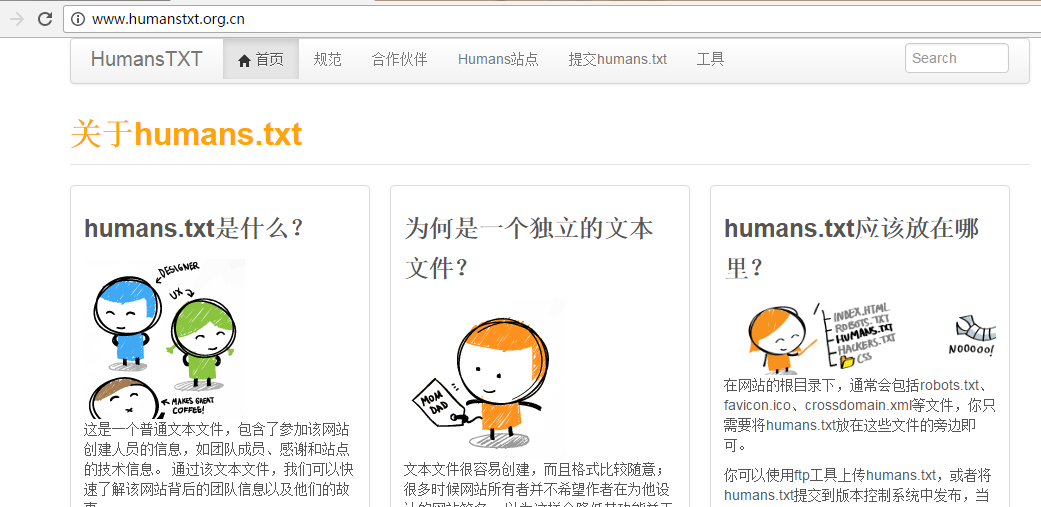 www.humanstxt.org.cn
HumansTXT 首页 规范 合作伙伴 Humans站点 提交humans.txt 工具 Search
关于humans.txt
humans.txt是什么?
DESIGNER
UX
MAKES GREAT
COFFEE!
这是一个普通文本文件，包含了参加该网站
创建人员的信息，如团队成员、感谢和站点
的技术信息。 通过该文本文件，我们可以快
速了解该网站背后的团队信息以及他们的故
为何是一个独立的文本
文件?
MOM
DAD
文本文件很容易创建，而且格式比较随意；
很多时候网站所有者并不希望作者在为他设
humans.txt应该放在哪
里?
INDEX.HTML
ROBOTS.TXT
HUMANS.TXT
HACKERS.TXT
CSS
NOOOOO!
在网站的根目录下，通常会包括robots.txt、
favicon.ico、crossdomain.xml等文件，你只
需要将humans.txt放在这些文件的旁边即
可。
你可以使用ftp工具上传humans.txt，或者将
humans.txt提交到版本控制系统中发布，当